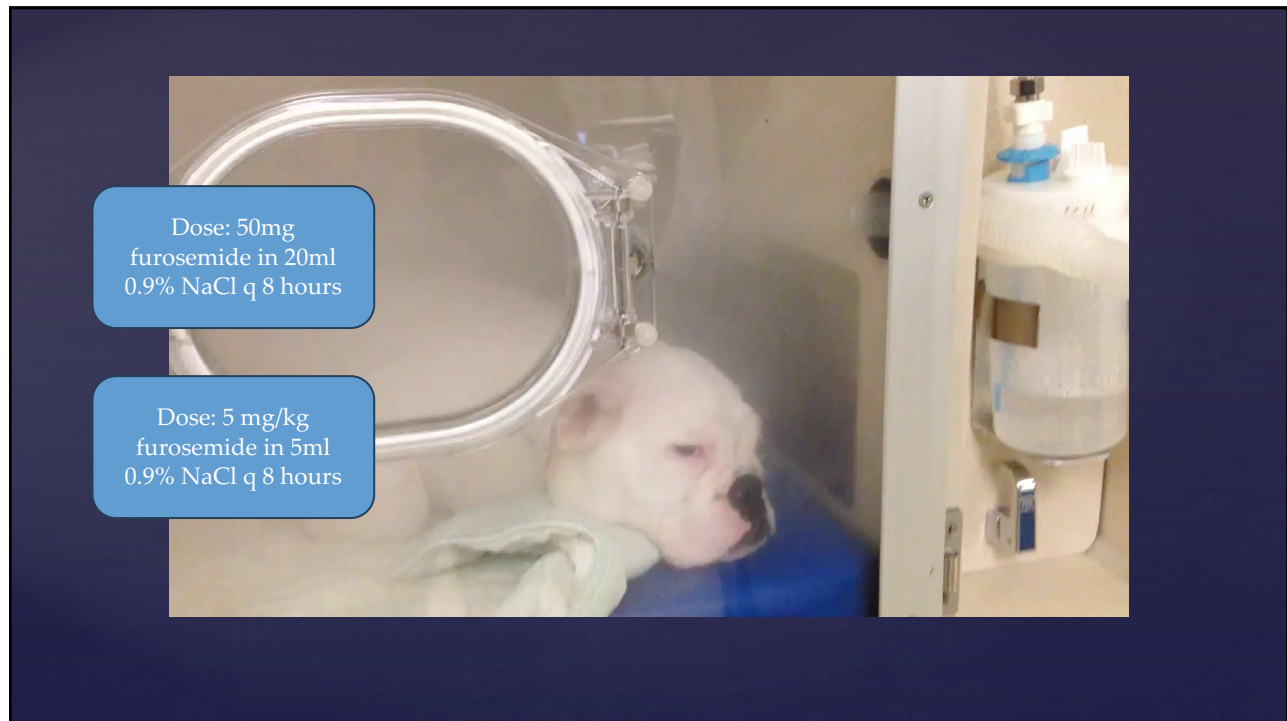 Dose: 50mg
furosemide in 20ml
0.9% NaCl q 8 hours
Dose: 5 mg/kg
furosemide in 5ml
0.9% NaCl q 8 hours